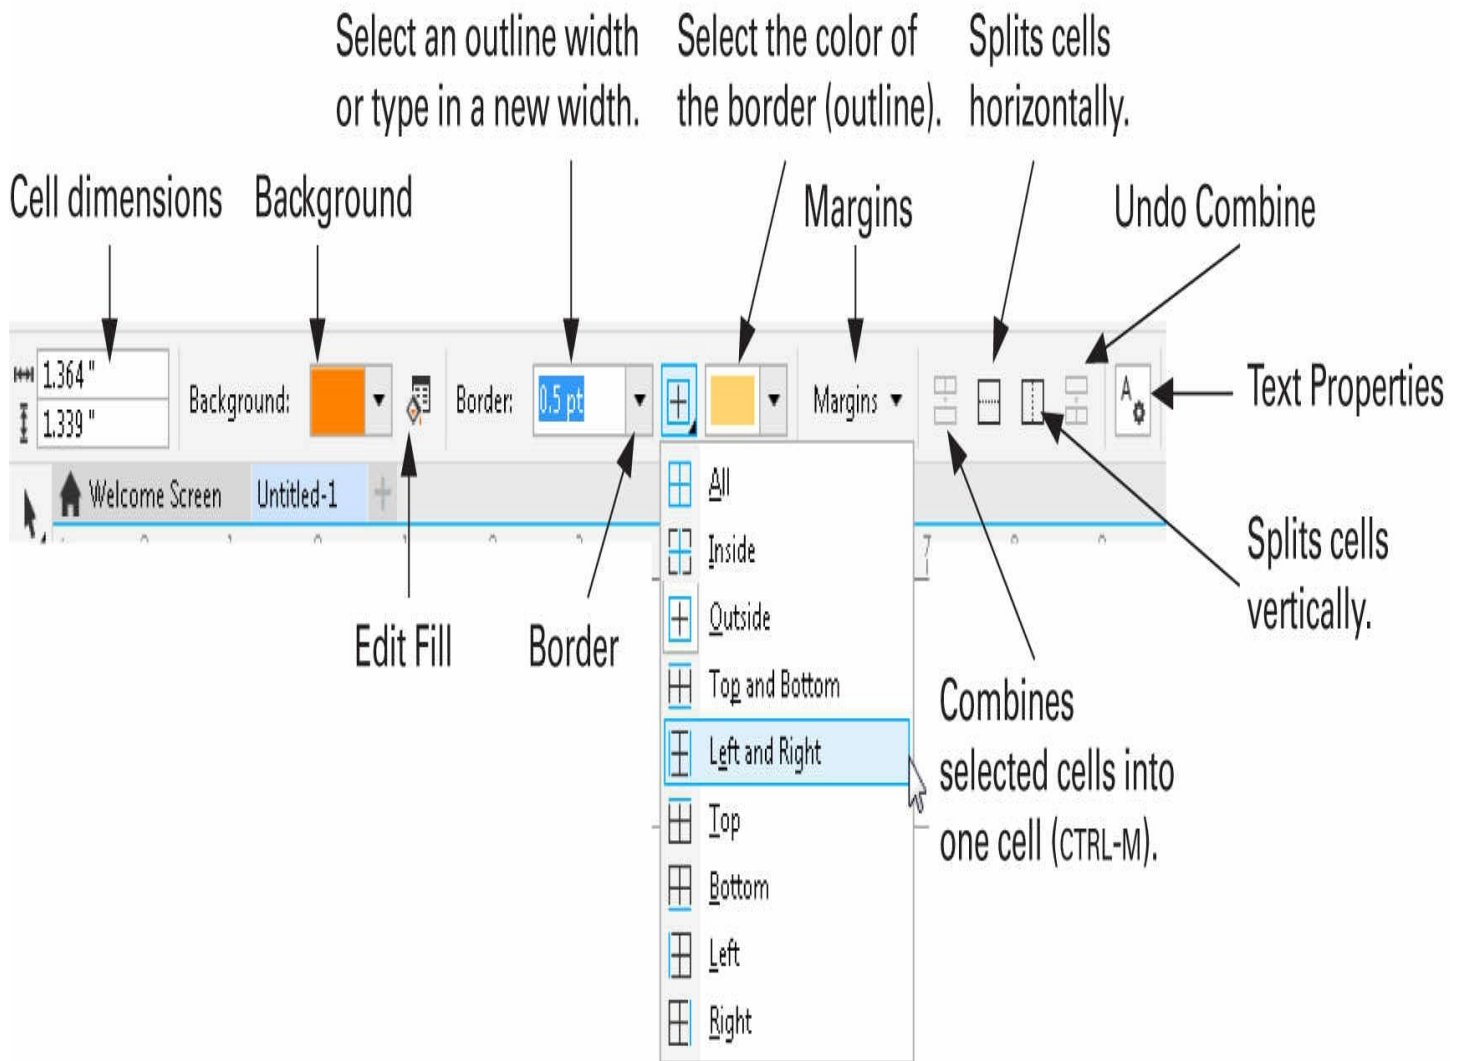 Select an outline width
or type in a new width.
Select the color of
the border (outline).
Splits cells
horizontally.
Cell dimensions
Background
Margins
Undo Combine
1.364 "
1.339 "
Background:
Border:
0.5 pt
Margins
A
Text Properties
Welcome Screen
Untitled-1
+
All
Inside
Outside
Top and Bottom
Left and Right
Top
Bottom
Left
Right
7
Edit Fill
Border
Splits cells
vertically.
Combines
selected cells into
one cell (CTRL-M).